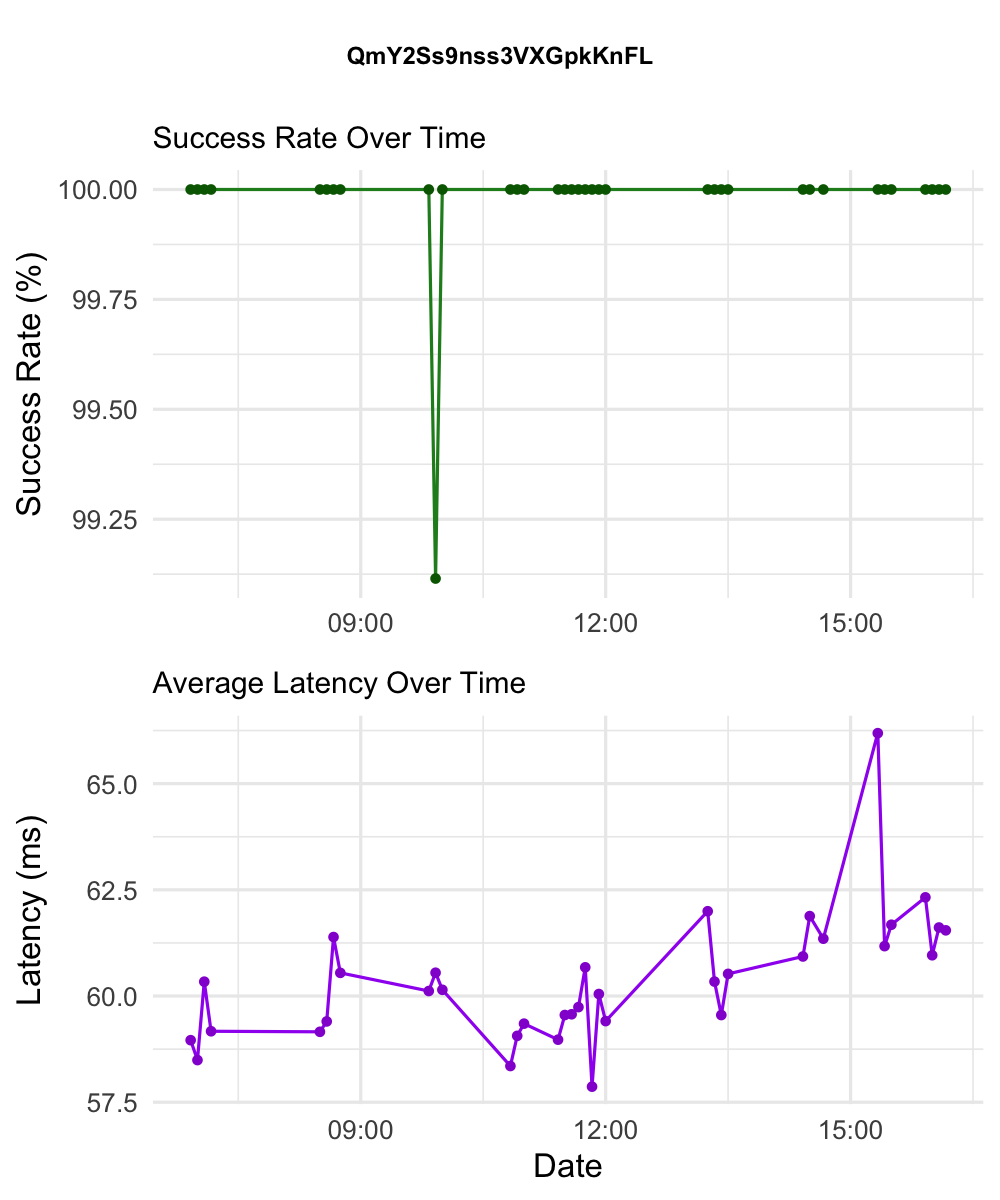 QmY2Ss9nss3VXGpkKnFL
Success Rate Over Time
Success Rate (%)
100.00
99.75
99.50
99.25
09:00 12:00 15:00
Average Latency Over Time
Latency (ms)
65.0
62.5
60.0
57.5
09:00 12:00 15:00
Date